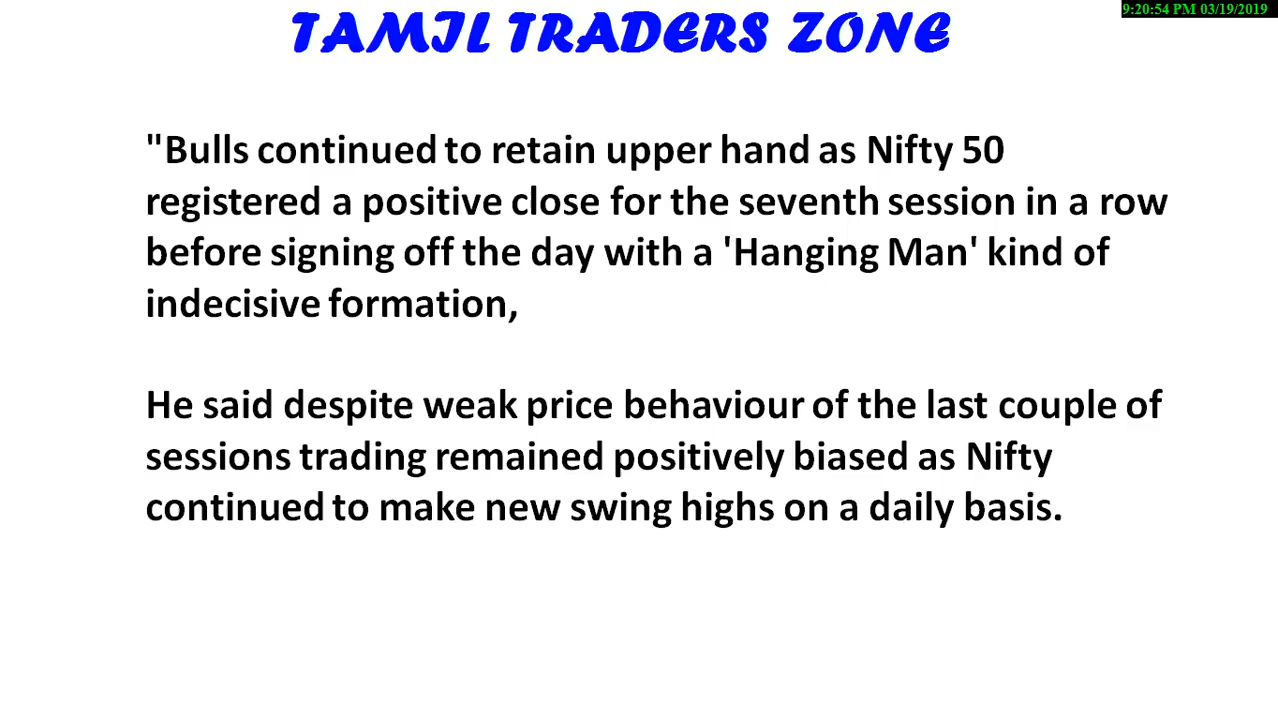 TAMIL TRADERS ZONE
9:20:54 PM 03/19/2019
"Bulls continued to retain upper hand as Nifty 50
registered a positive close for the seventh session in a row
before signing off the day with a 'Hanging Man' kind of
indecisive formation,
He said despite weak price behaviour of the last couple of
sessions trading remained positively biased as Nifty
continued to make new swing highs on a daily basis.